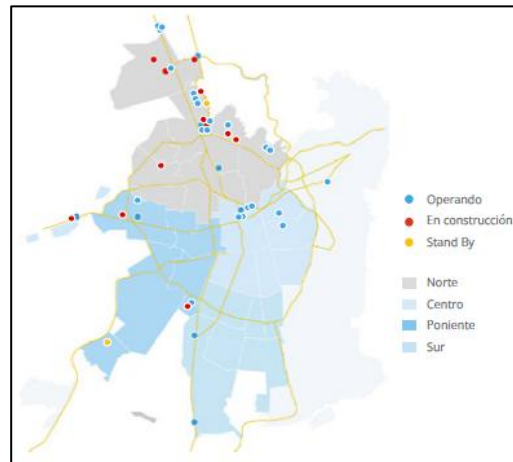 Operando
En construcción
Stand By
Norte
Centro
Poniente
Sur